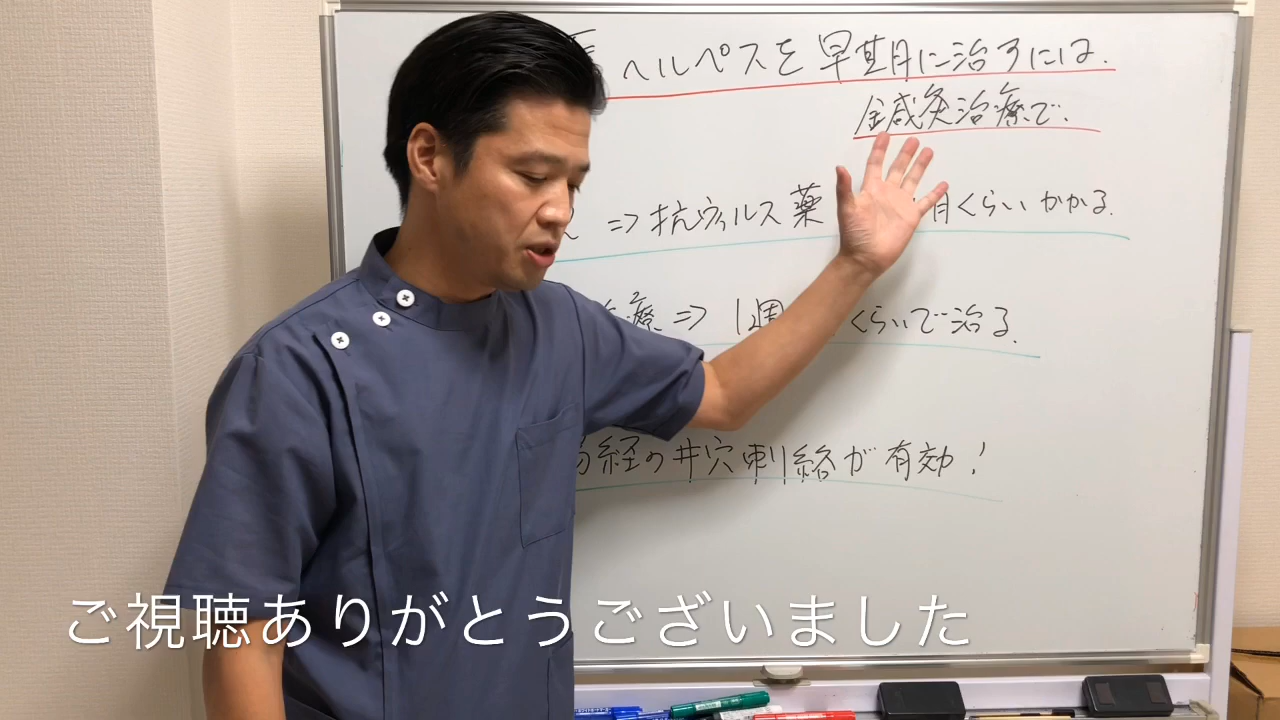 ヘルペスを早期に治すには.
鍼灸治療で.
⇒抗ウィルス薬 月くらいかかる.
療⇒1週 くらいで治る.
経の井穴刺絡が有効!
ご視聴ありがとうございました